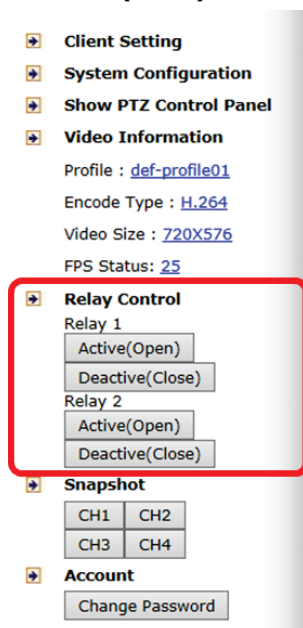 Client Setting
System Configuration
Show PTZ Control Panel
Video Information
Profile : def-profile01
Encode Type : H.264
Video Size : 720X576
FPS Status: 25
Relay Control
Relay 1
Active(Open)
Deactive(Close)
Relay 2
Active(Open)
Deactive(Close)
Snapshot
CH1 CH2
CH3 CH4
Account
Change Password